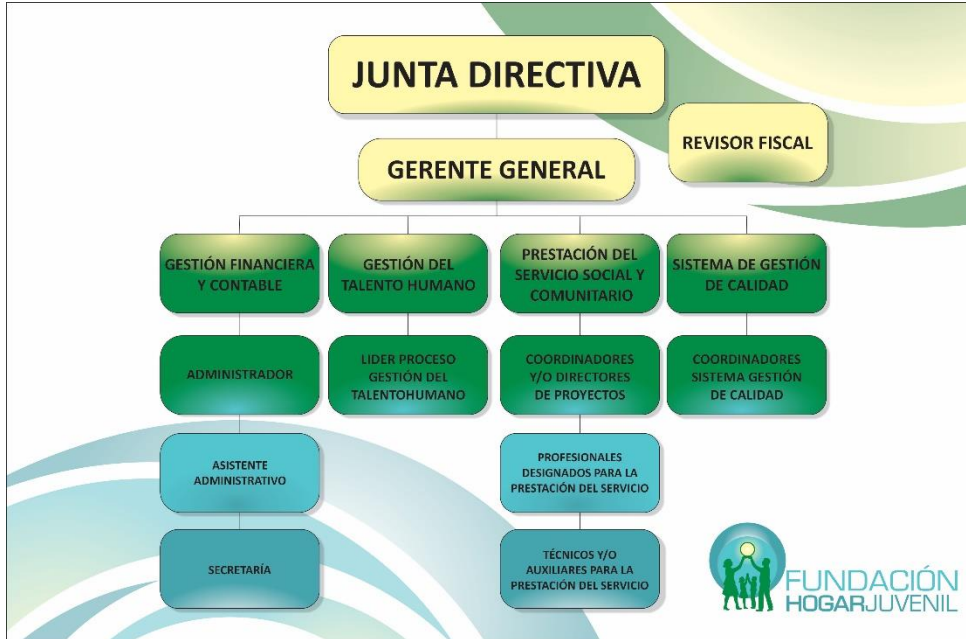 JUNTA DIRECTIVA
REVISOR FISCAL
GERENTE GENERAL
GESTIÓN FINANCIERA
Y CONTABLE
GESTIÓN DEL
TALENTO HUMANO
PRESTACIÓN DEL
SERVICIO SOCIAL Y
COMUNITARIO
SISTEMA DE GESTIÓN
DE CALIDAD
ADMINISTRADOR
LIDER PROCESO
GESTIÓN DEL
TALENTOHUMANO
COORDINADORES
Y/O DIRECTORES
DE PROYECTOS
COORDINADORES
SISTEMA GESTIÓN
DE CALIDAD
ASISTENTE
ADMINISTRATIVO
PROFESIONALES
DESIGNADOS PARA LA
PRESTACIÓN DEL SERVICIO
SECRETARÍA
TÉCNICOS Y/O
AUXILIARES PARA LA
PRESTACIÓN DEL SERVICIO
FUNDACIÓN
HOGARJUVENIL